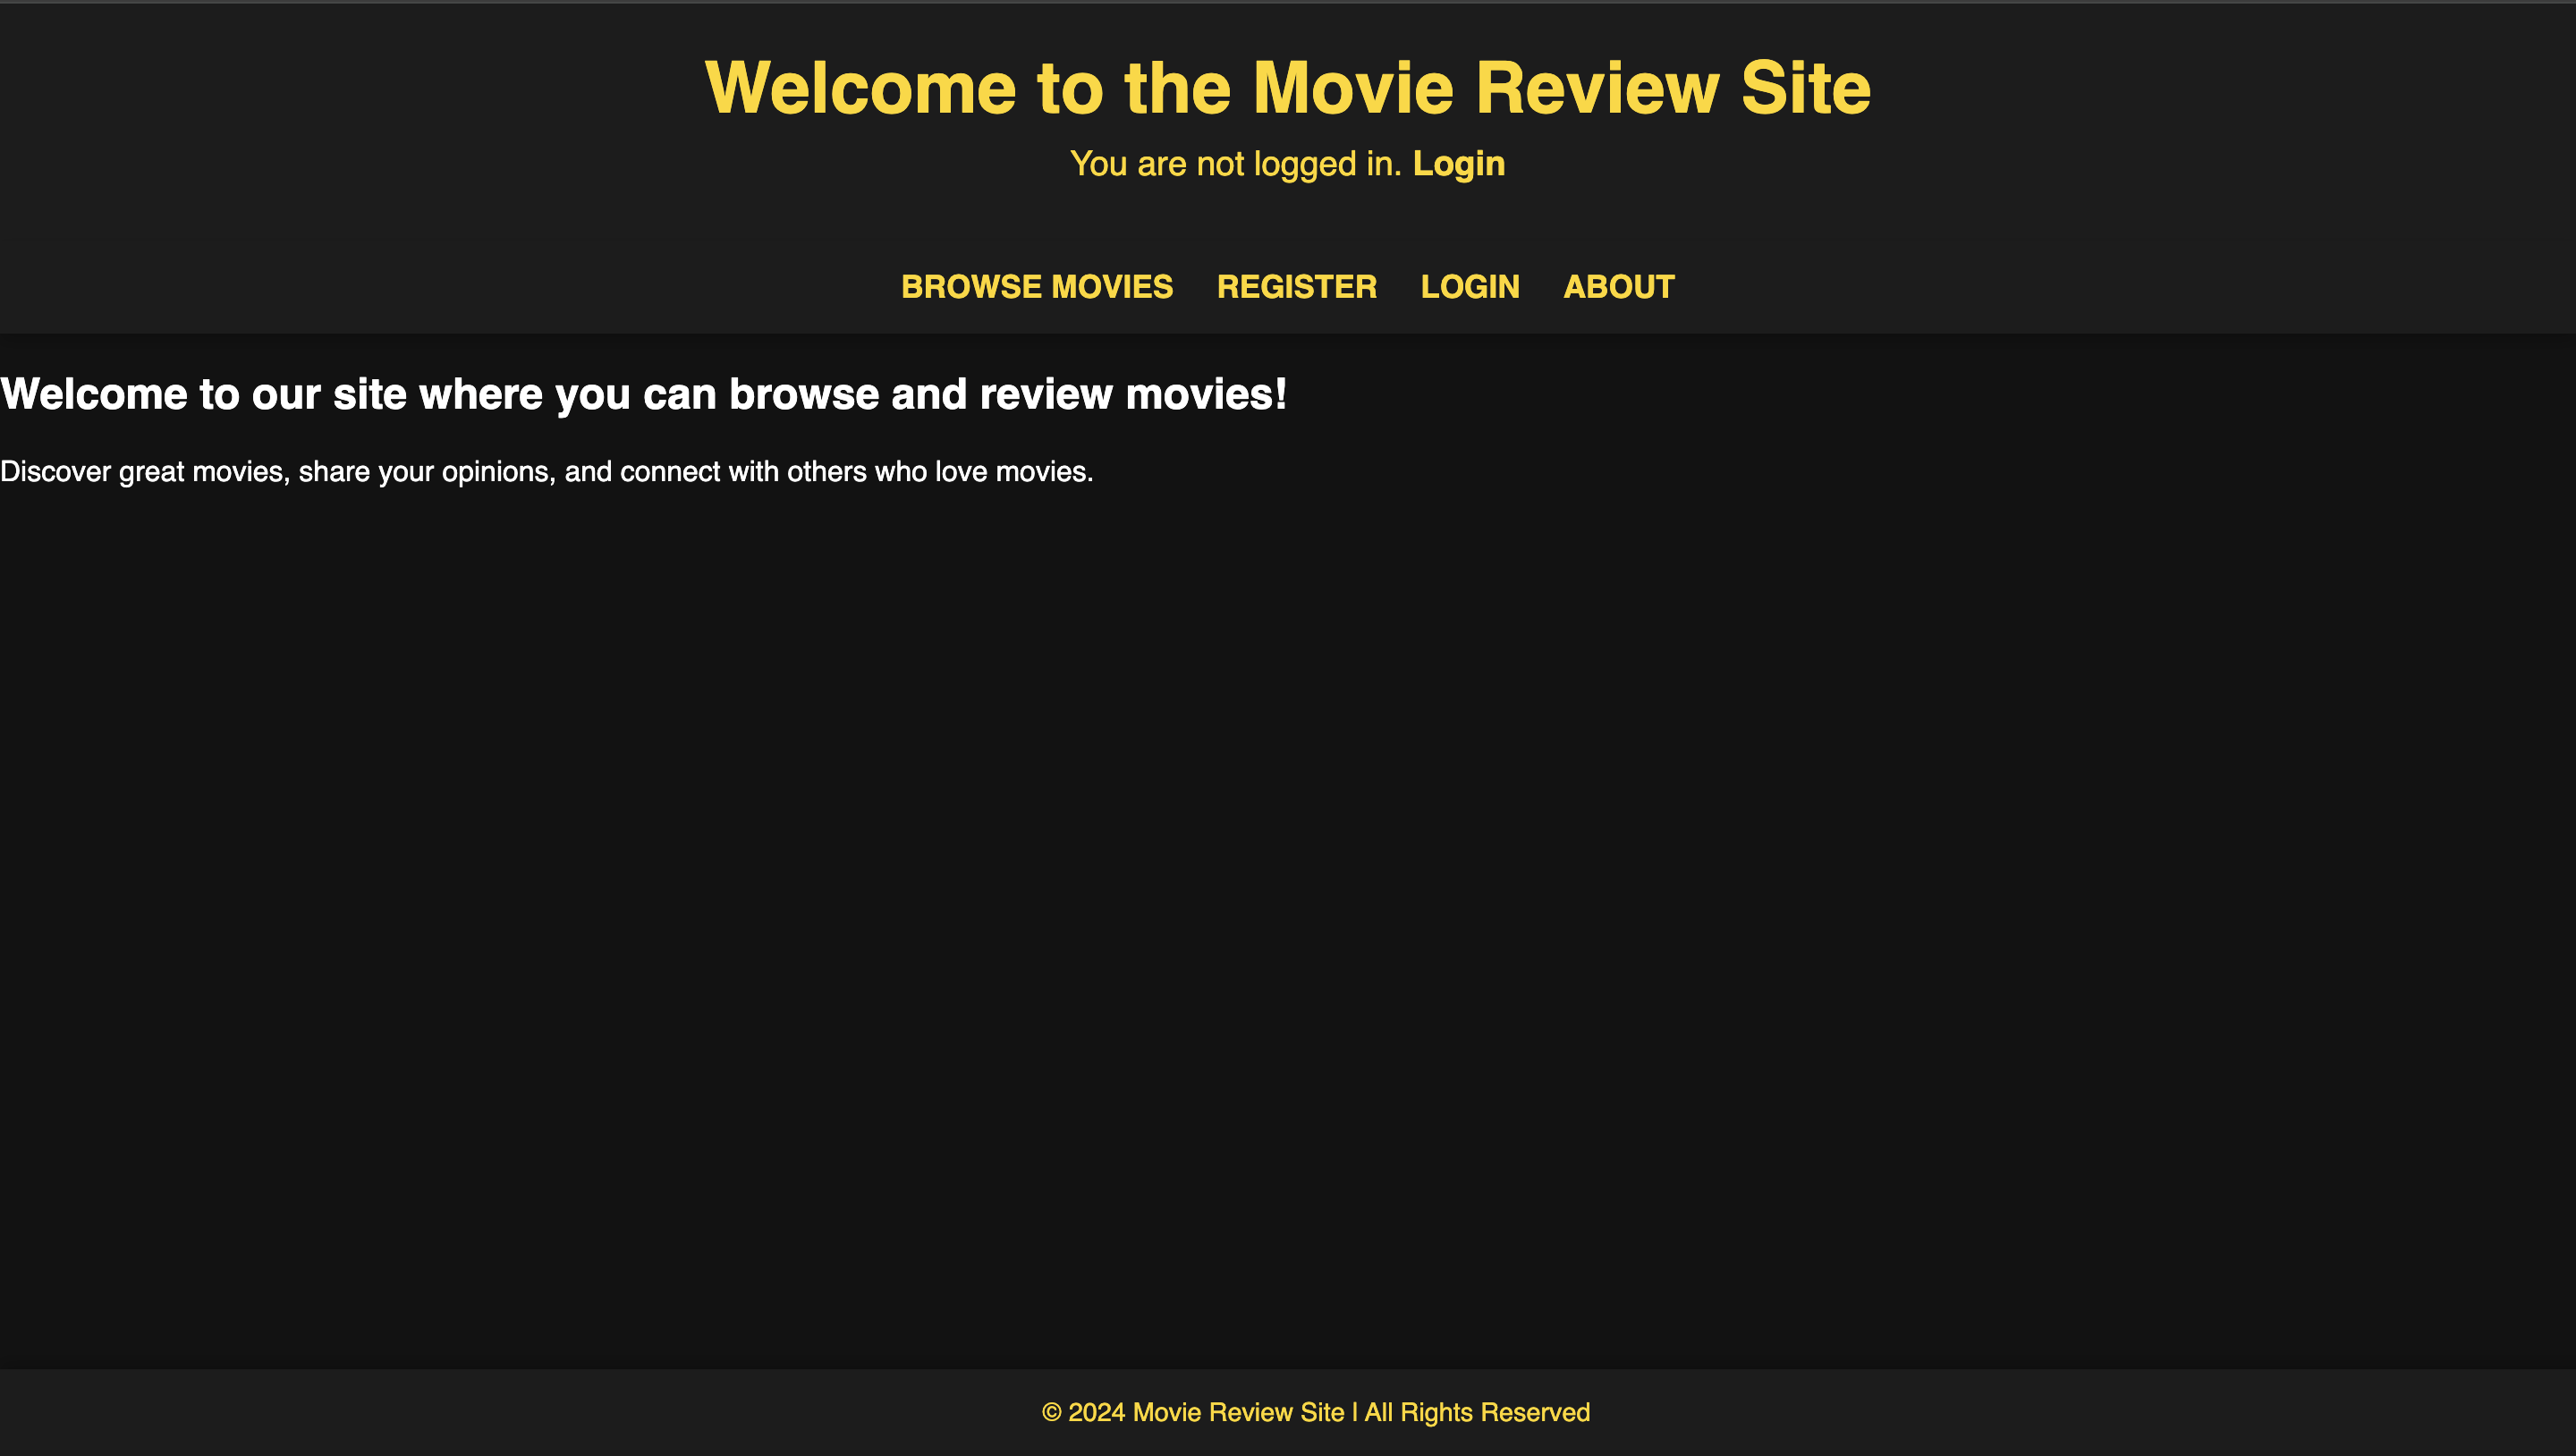 Welcome to the Movie Review Site
You are not logged in. Login
BROWSE MOVIES REGISTER LOGIN ABOUT
Welcome to our site where you can browse and review movies!
Discover great movies, share your opinions, and connect with others who love movies.
© 2024 Movie Review Site | All Rights Reserved